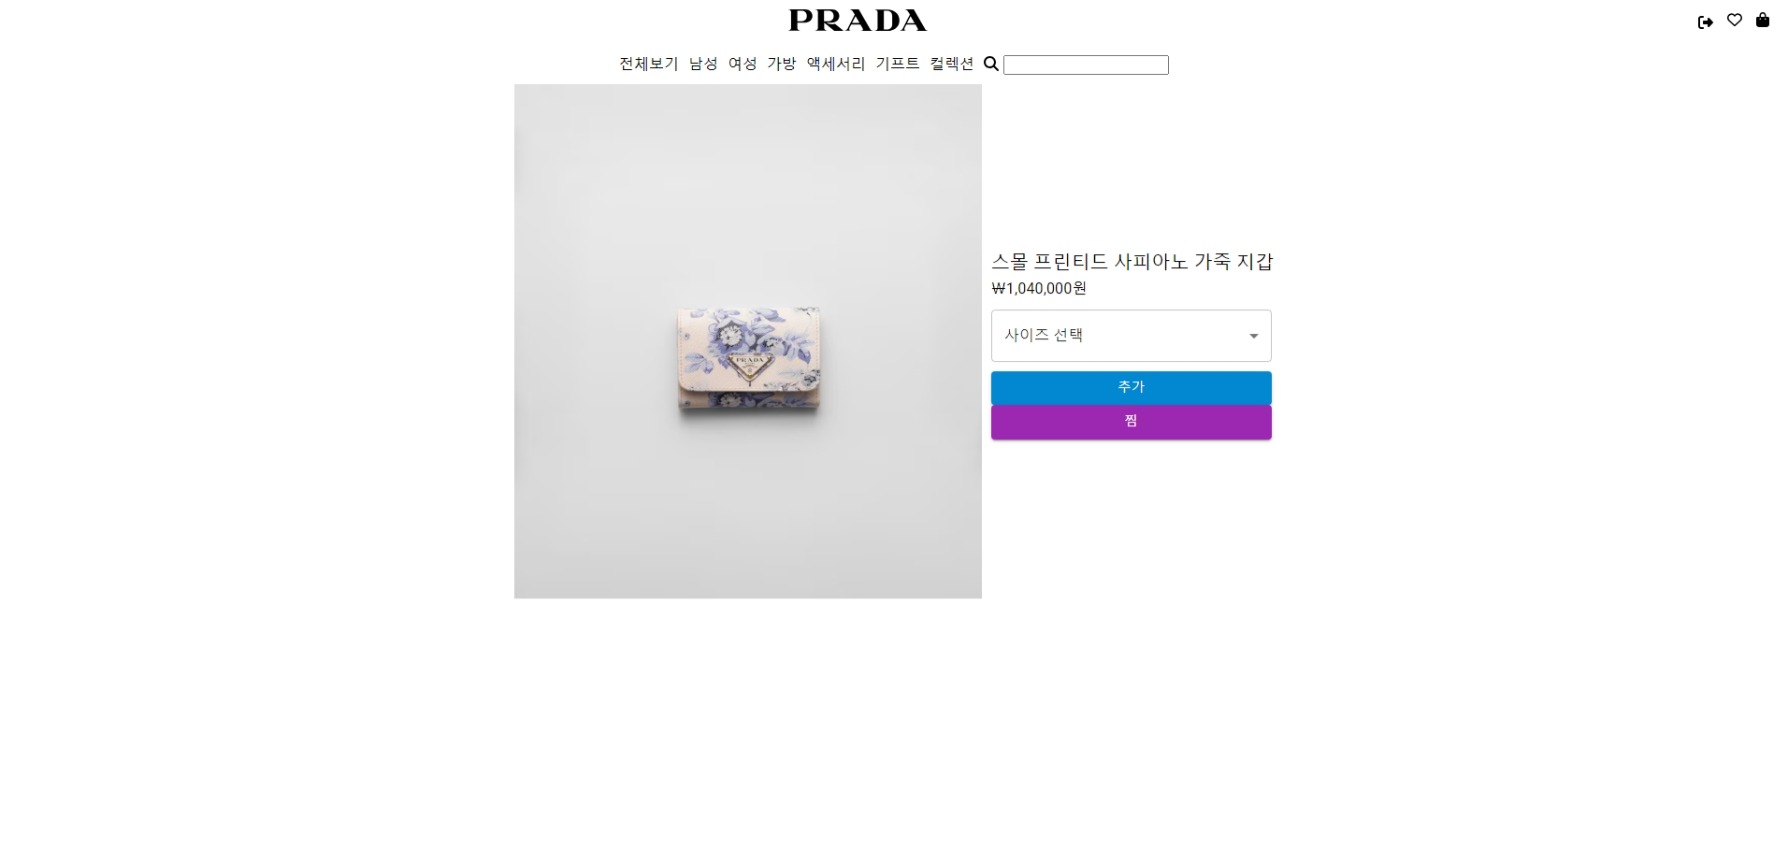 PRADA
전체보기 남성 여성 가방 액세서리 기프트 컬렉션
스몰 프린티드 사피아노 가죽 지갑
₩1,040,000원
PRADA
사이즈 선택
추가
찜